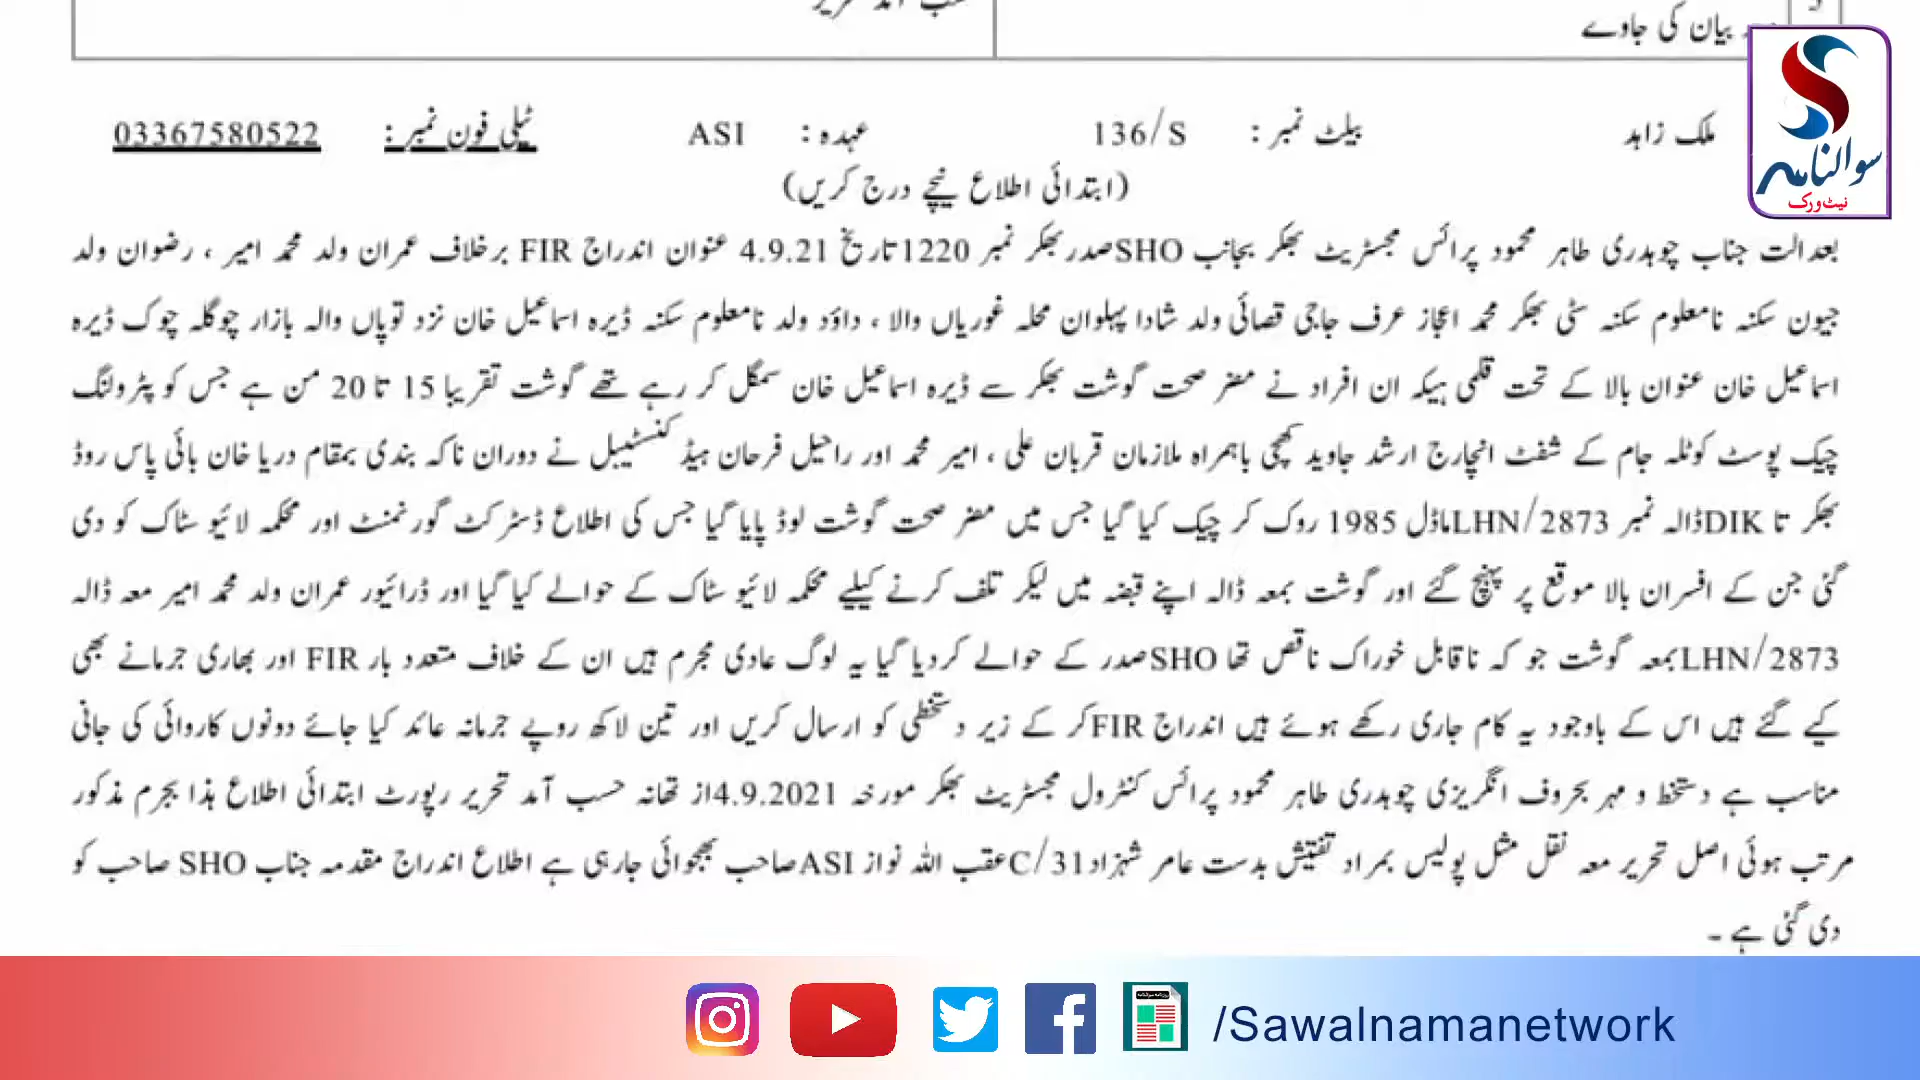 بیان کی جاوے
ملک زاہد بیلٹ نمبر : 136/S عہدہ : ASI ٹیلی فون نمبر : 03367580522
(ابتدائی اطلاع نیچے درج کریں)
بعدالت جناب چوہدری طاہر محمود پرائس مجسٹریٹ بھکر بجانب SHOصدربھکر نمبر 1220تاریخ 4.9.21 عنوان اندراج FIR برخلاف عمران ولد محمد امیر ، رضوان ولد
جیون سکنہ نامعلوم سکنہ سٹی بھکر محمد اعجاز عرف حاجی قصائی ولد شادا پہلوان محلہ غوریاں والا ، داؤد ولد نامعلوم سکنہ ڈیرہ اسماعیل خان نزد توپاں والہ بازار چوگلہ چوک ڈیرہ
اسماعیل خان عنوان بالا کے تحت قلمی ہیکہ ان افراد نے مضر صحت گوشت بھکر سے ڈیرہ اسماعیل خان سمگل کر رہے تھے گوشت تقریبا 15 تا 20 من ہے جس کو پٹرولنگ
چیک پوسٹ کوٹلہ جام کے شفٹ انچارج ارشد جاوید کھچی باہمراہ ملازمان قربان علی ، امیر محمد اور راحیل فرحان ہیڈ کنسٹیبل نے دوران ناکہ بندی بمقام دریا خان بائی پاس روڈ
بھکر تا DIKڈالہ نمبر LHN/2873ماڈل 1985 روک کر چیک کیا گیا جس میں مضر صحت گوشت لوڈ پایا گیا جس کی اطلاع ڈسٹرکٹ گورنمنٹ اور محکمہ لائیو سٹاک کو دی
گئی جن کے افسران بالا موقع پر پہنچ گئے اور گوشت بمعہ ڈالہ اپنے قبضہ میں لیکر تلف کرنے کیلیے محکمہ لائیو سٹاک کے حوالے کیا گیا اور ڈرائیور عمران ولد محمد امیر معہ ڈالہ
LHN/2873بمعہ گوشت جو کہ ناقابل خوراک ناقص تھا SHOصدر کے حوالے کردیا گیا یہ لوگ عادی مجرم ہیں ان کے خلاف متعدد بار FIR اور بھاری جرمانے بھی
کیے گئے ہیں اس کے باوجود یہ کام جاری رکھے ہوئے ہیں اندراج FIRکر کے زیر دستخطی کو ارسال کریں اور تین لاکھ روپے جرمانہ عائد کیا جائے دونوں کاروائی کی جانی
مناسب ہے دستخط و مہر بحروف انگریزی چوہدری طاہر محمود پرائس کنٹرول مجسٹریٹ بھکر مورخہ 4.9.2021از تھانہ حسب آمد تحریر رپورٹ ابتدائی اطلاع ہذا بجرم مذکور
مرتب ہوئی اصل تحریر معہ نقل مثل پولیس بمراد تفتیش بدست عامر شہزادC/31عقب اللہ نواز ASIصاحب بھجوائی جارہی ہے اطلاع اندراج مقدمہ جناب SHO صاحب کو
دی گئی ہے ۔
سوالنامہ
نیٹ ورک
/Sawalnamanetwork